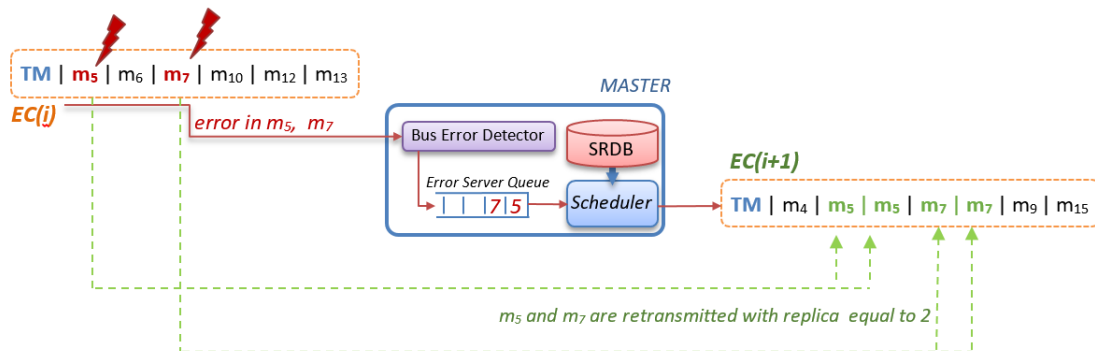 TM | m₅ | m₆ | m₇ | m₁₀ | m₁₂ | m₁₃
MASTER
EC(i)
error in m₅, m₇
Bus Error Detector
SRDB
EC(i+1)
Error Server Queue
| | |7|5|
Scheduler
TM | m₄ | m₅ | m₅ | m₇ | m₇ | m₉ | m₁₅
m₅ and m₇ are retransmitted with replica equal to 2